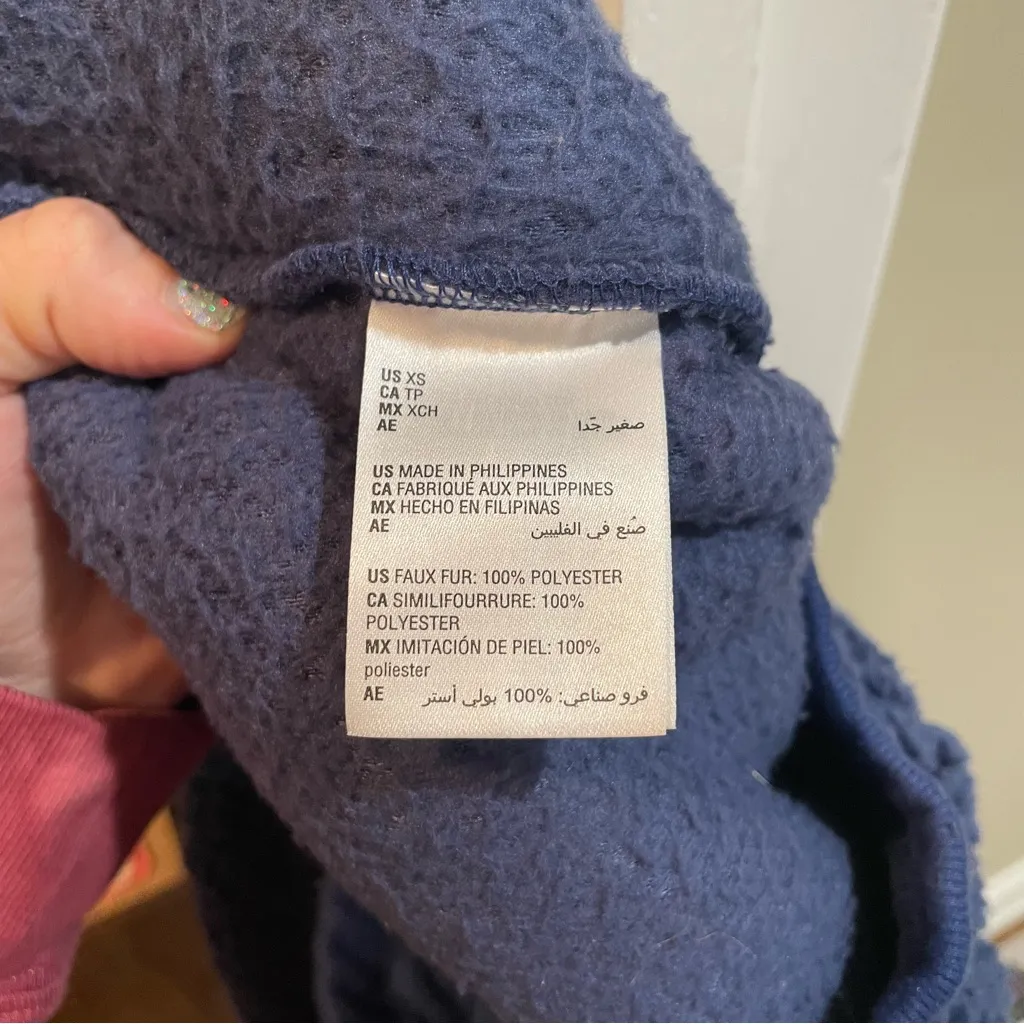 US XS
CA TP
MX XCH
AE صغير جّدا
US MADE IN PHILIPPINES
CA FABRIQUÉ AUX PHILIPPINES
MX HECHO EN FILIPINAS
AE صُنع في الفليبين
US FAUX FUR: 100% POLYESTER
CA SIMILIFOURRURE: 100%
POLYESTER
MX IMITACIÓN DE PIEL: 100%
poliester
AE فرو صناعي: %100 بولي أستر